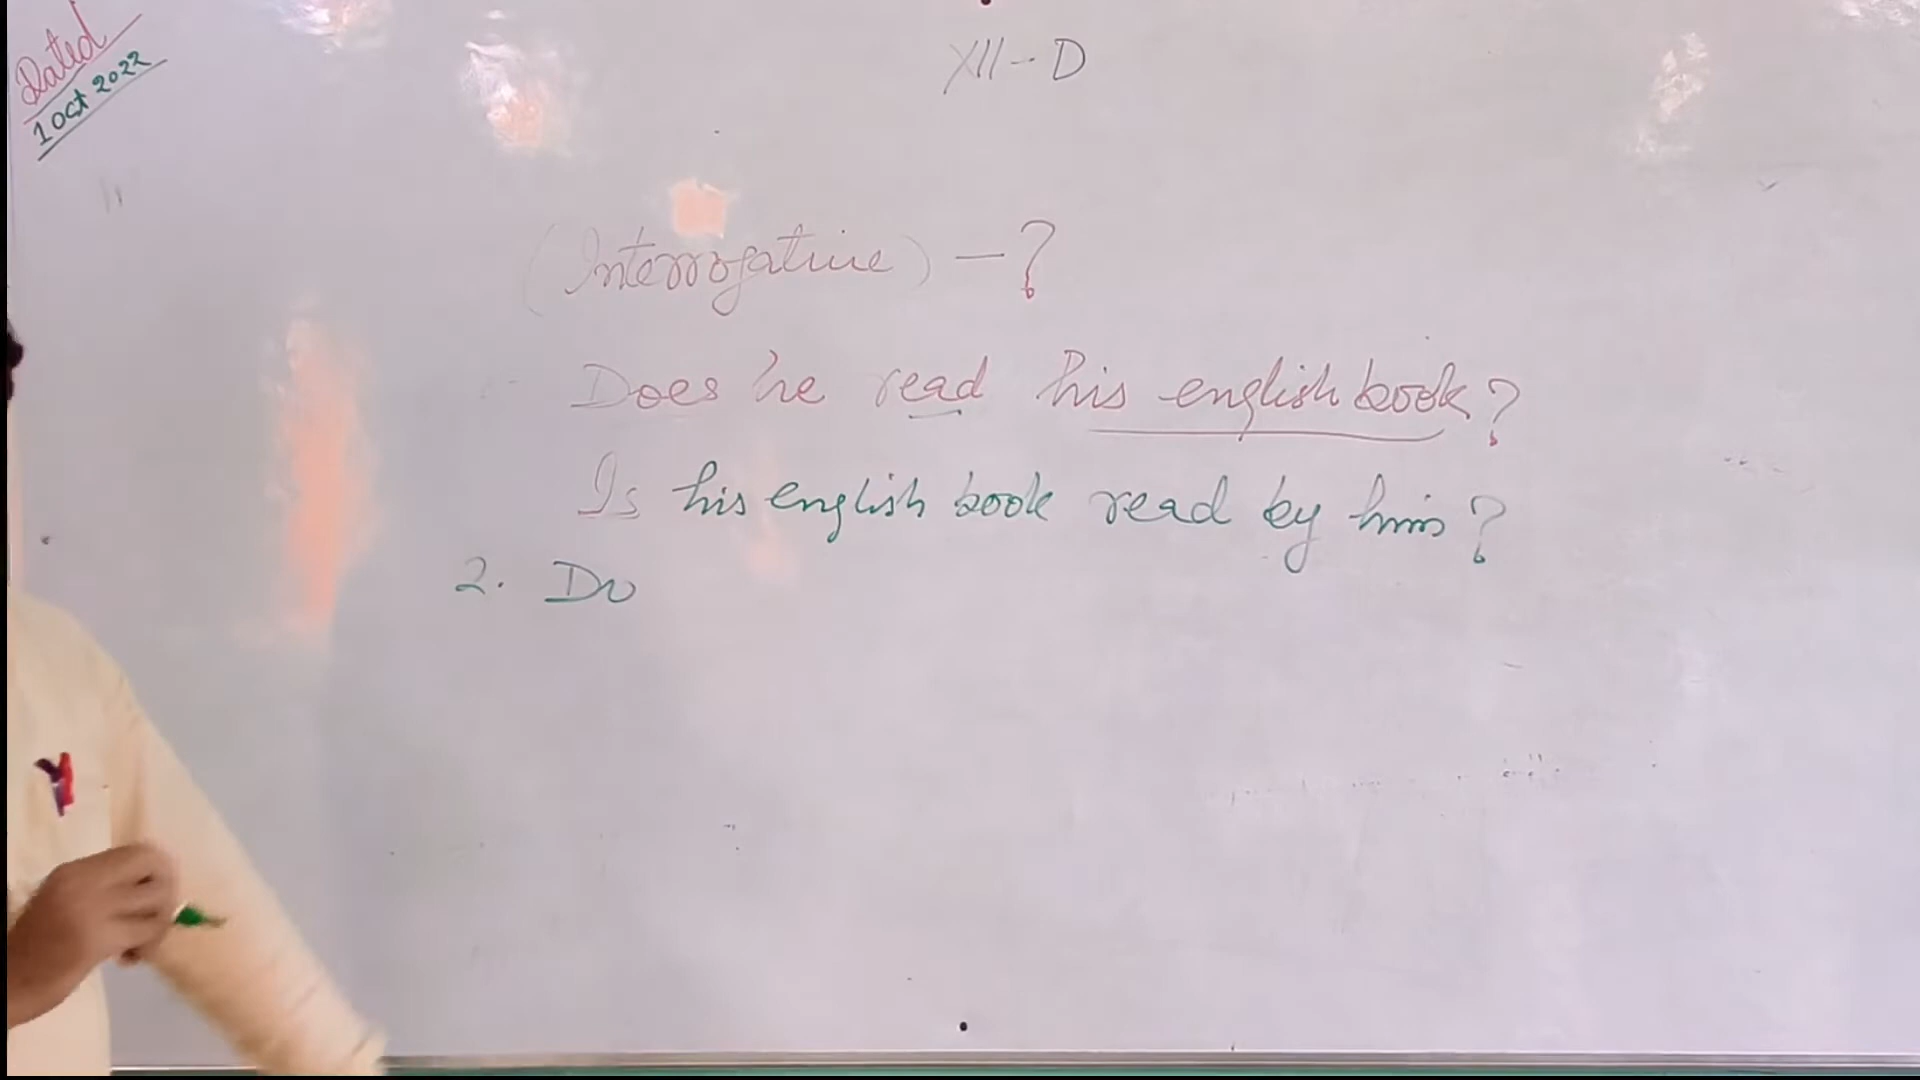 Dated
1 Oct 2022
XII - D
(Interrogative) - ?
Does he read his english book?
Is his english book read by him?
2. Do